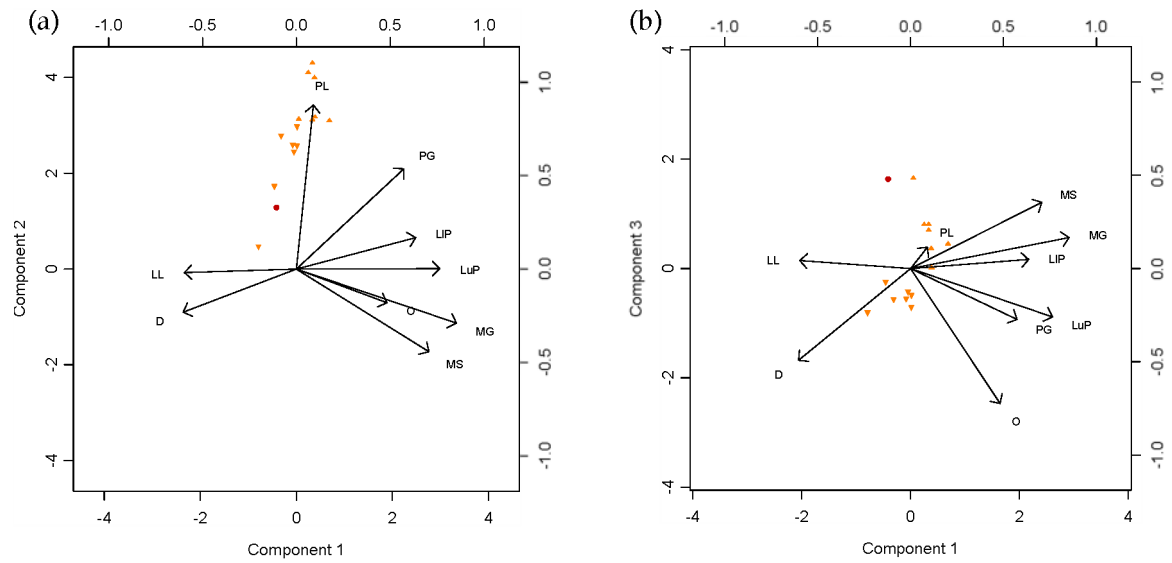 (a)
-1.0 -0.5 0.0 0.5 1.0
4
2
0
-2
-4
Component 2
PL
PG
LIP
LuP
O
MG
MS
LL
D
1.0
0.5
0.0
-0.5
-1.0
-4 -2 0 2 4
Component 1
(b)
-1.0 -0.5 0.0 0.5 1.0
4
2
0
-2
-4
Component 3
MS
MG
PL
LIP
LL
PG
LuP
D
O
1.0
0.5
0.0
-0.5
-1.0
-4 -2 0 2 4
Component 1